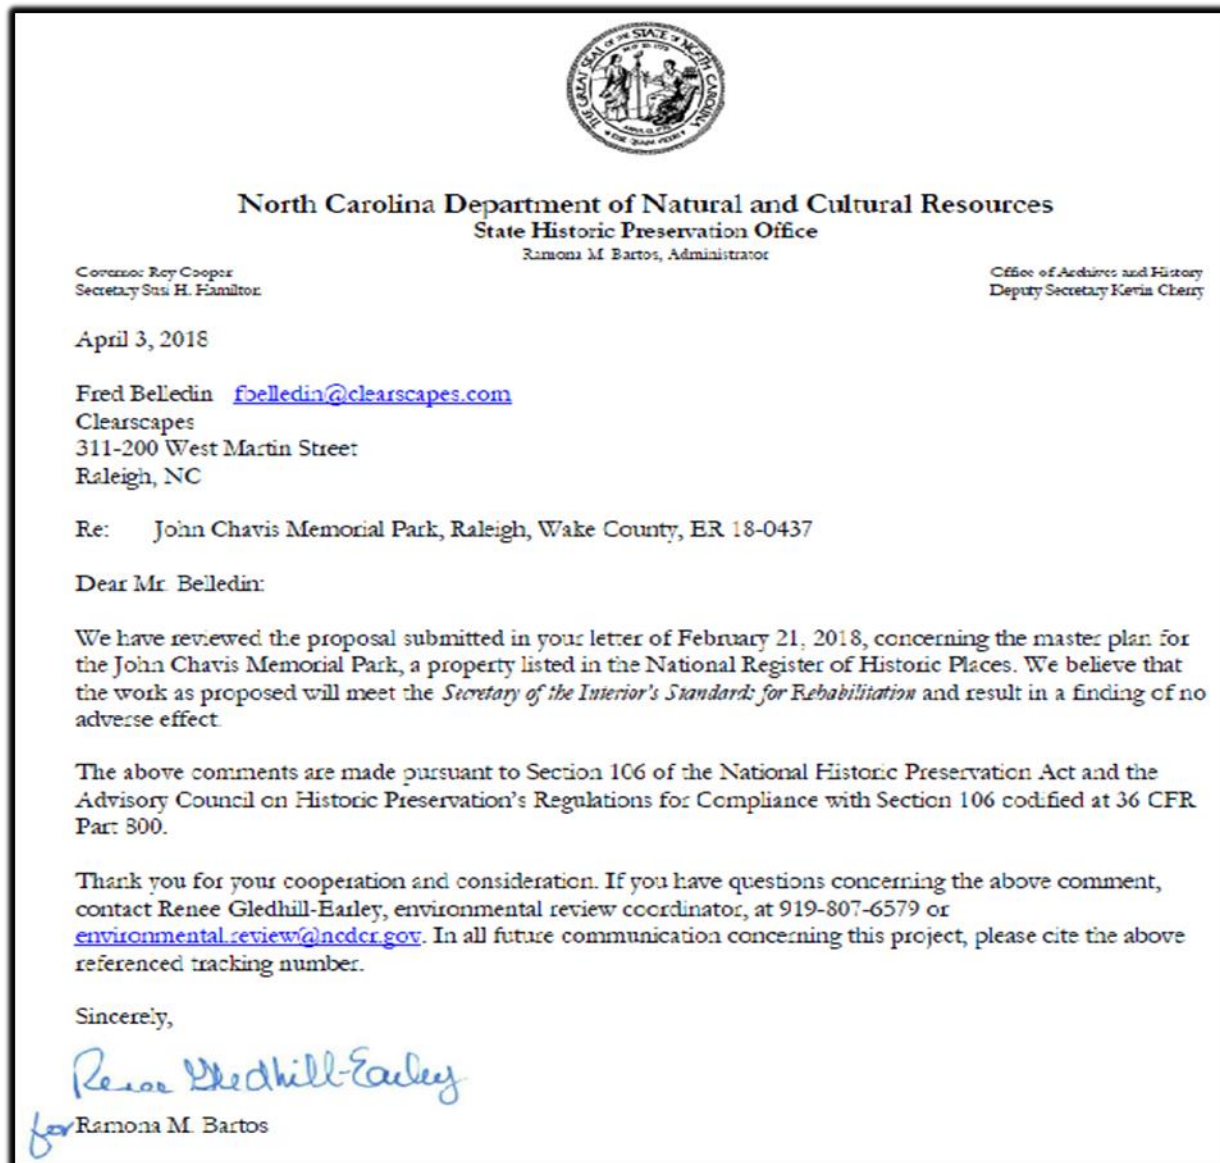 THE GREAT SEAL OF THE STATE OF NORTH CAROLINA
North Carolina Department of Natural and Cultural Resources
State Historic Preservation Office
Ramona M. Bartos, Administrator
Governor Roy Cooper
Secretary Susi H. Hamilton
Office of Archives and History
Deputy Secretary Kevin Cherry
April 3, 2018
Fred Belledin fbelledin@clearscapes.com
Clearscapes
311-200 West Martin Street
Raleigh, NC
Re: John Chavis Memorial Park, Raleigh, Wake County, ER 18-0437
Dear Mr. Belledin:
We have reviewed the proposal submitted in your letter of February 21, 2018, concerning the master plan for
the John Chavis Memorial Park, a property listed in the National Register of Historic Places. We believe that
the work as proposed will meet the Secretary of the Interior's Standards for Rehabilitation and result in a finding of no
adverse effect.
The above comments are made pursuant to Section 106 of the National Historic Preservation Act and the
Advisory Council on Historic Preservation's Regulations for Compliance with Section 106 codified at 36 CFR
Part 800.
Thank you for your cooperation and consideration. If you have questions concerning the above comment,
contact Renee Gledhill-Earley, environmental review coordinator, at 919-807-6579 or
environmental.review@ncdcr.gov. In all future communication concerning this project, please cite the above
referenced tracking number.
Sincerely,
Renee Gledhill-Earley
for Ramona M. Bartos